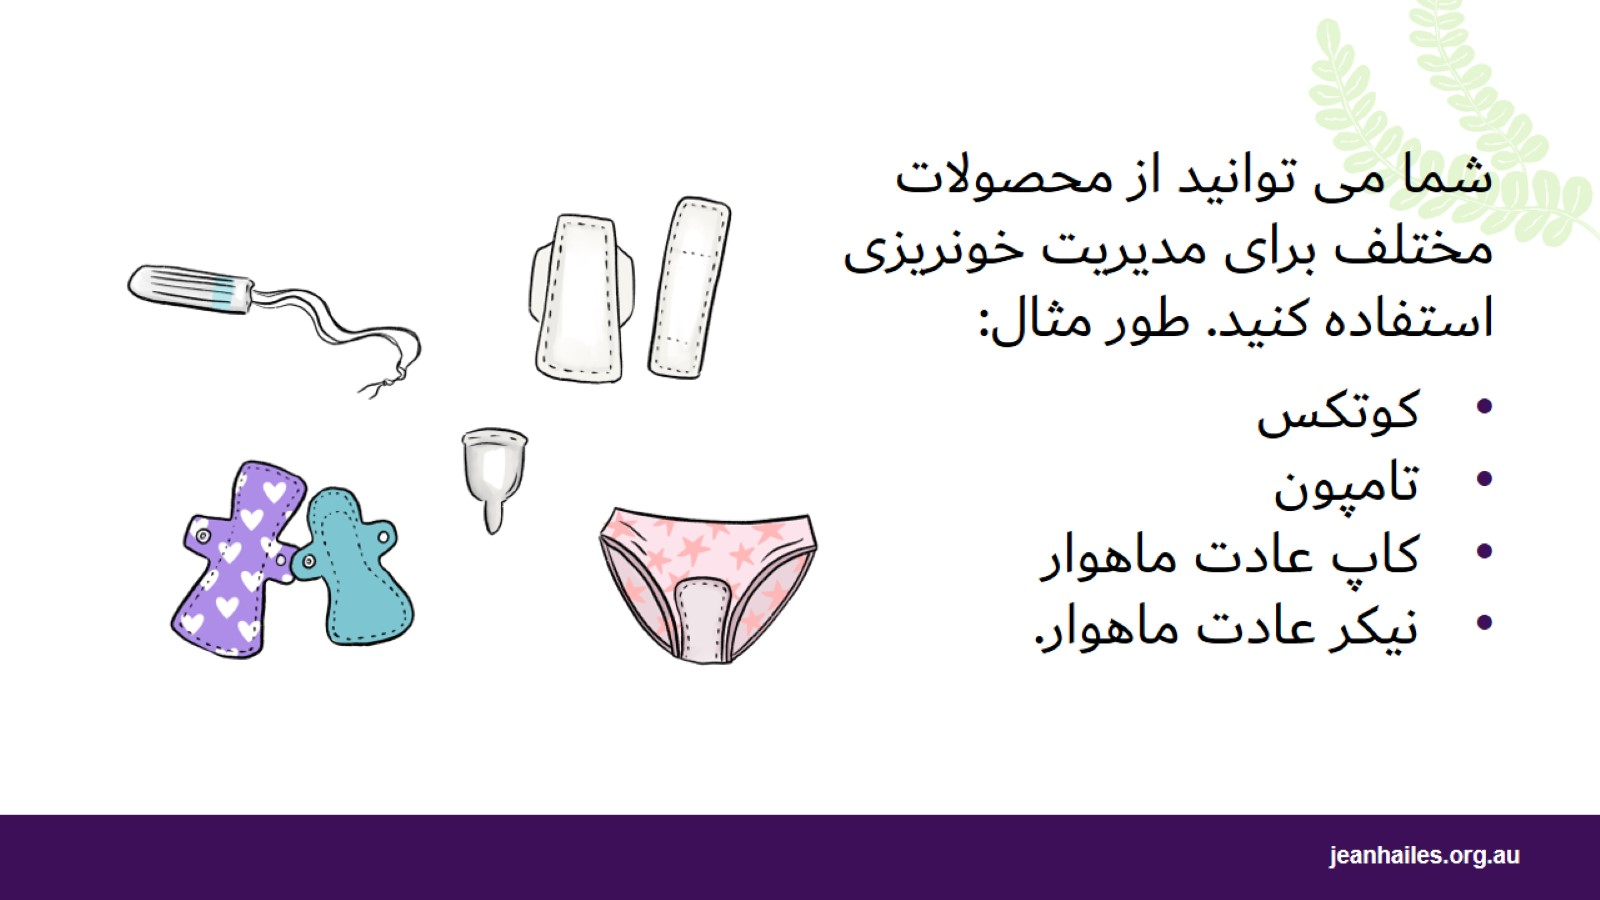 شما می توانید از محصولات
مختلف برای مدیریت خونریزی
استفاده کنید. طور مثال:
• کوتکس
• تامپون
• کاپ عادت ماهوار
• نیکر عادت ماهوار.
jeanhailes.org.au